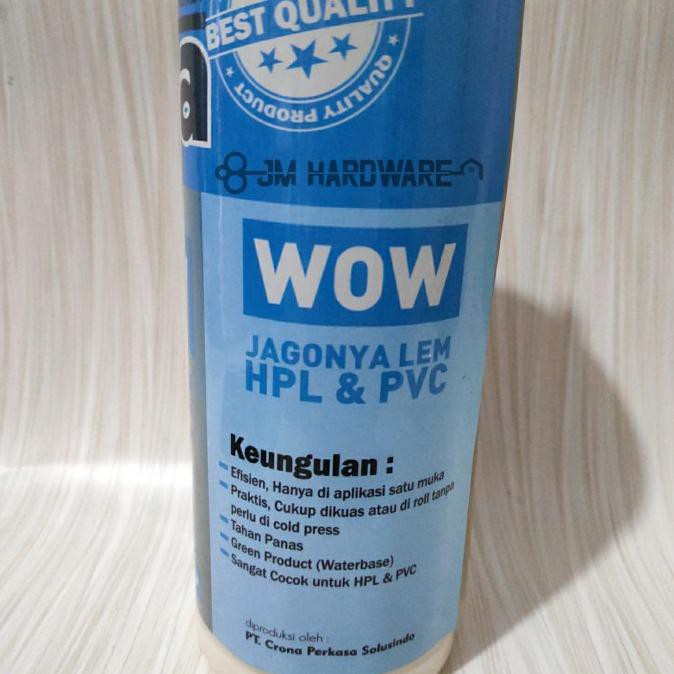 BEST QUALITY
QUALITY PRODUCT
a
JM HARDWARE
WOW
JAGONYA LEM
HPL & PVC
Keungulan :
Efisien, Hanya di aplikasi satu muka
Praktis, Cukup dikuas atau di roll tanpa
perlu di cold press
Tahan Panas
Green Product (Waterbase)
Sangat Cocok untuk HPL & PVC
diproduksi oleh :
PT. Crona Perkasa Solusindo